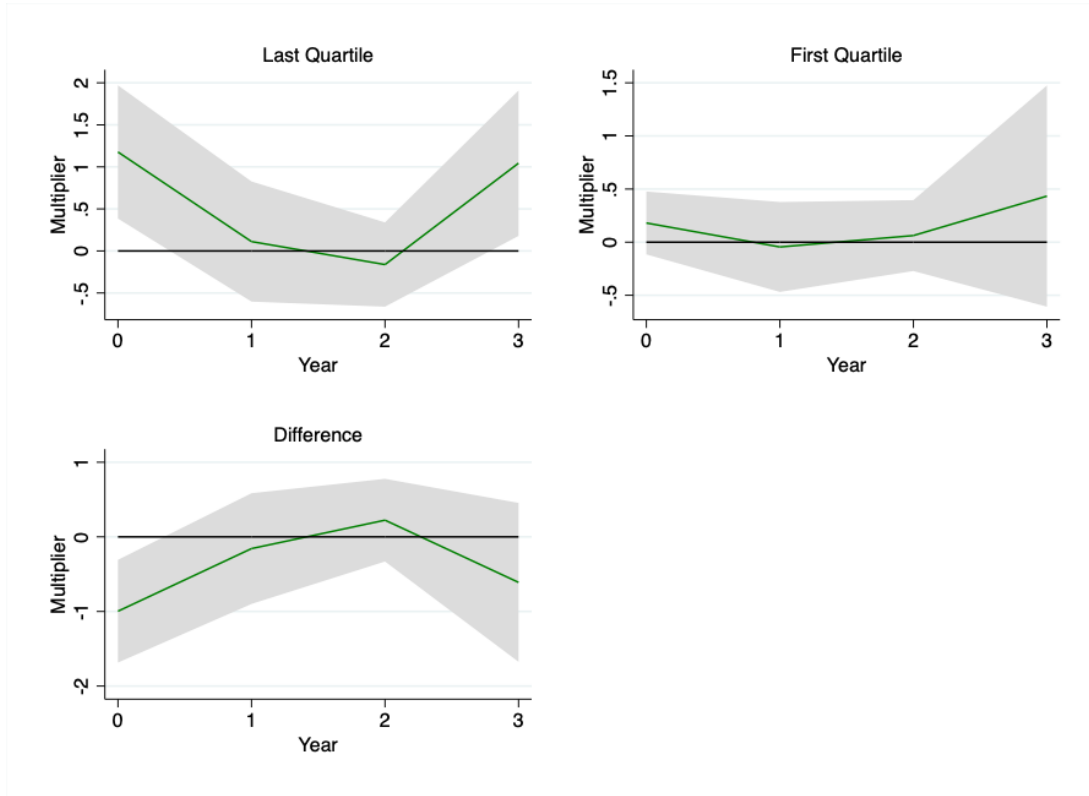 Last Quartile
Multiplier
2
1.5
1
.5
0
-.5
0 1 2 3
Year
First Quartile
Multiplier
1.5
1
.5
0
-.5
0 1 2 3
Year
Difference
Multiplier
1
0
-1
-2
0 1 2 3
Year